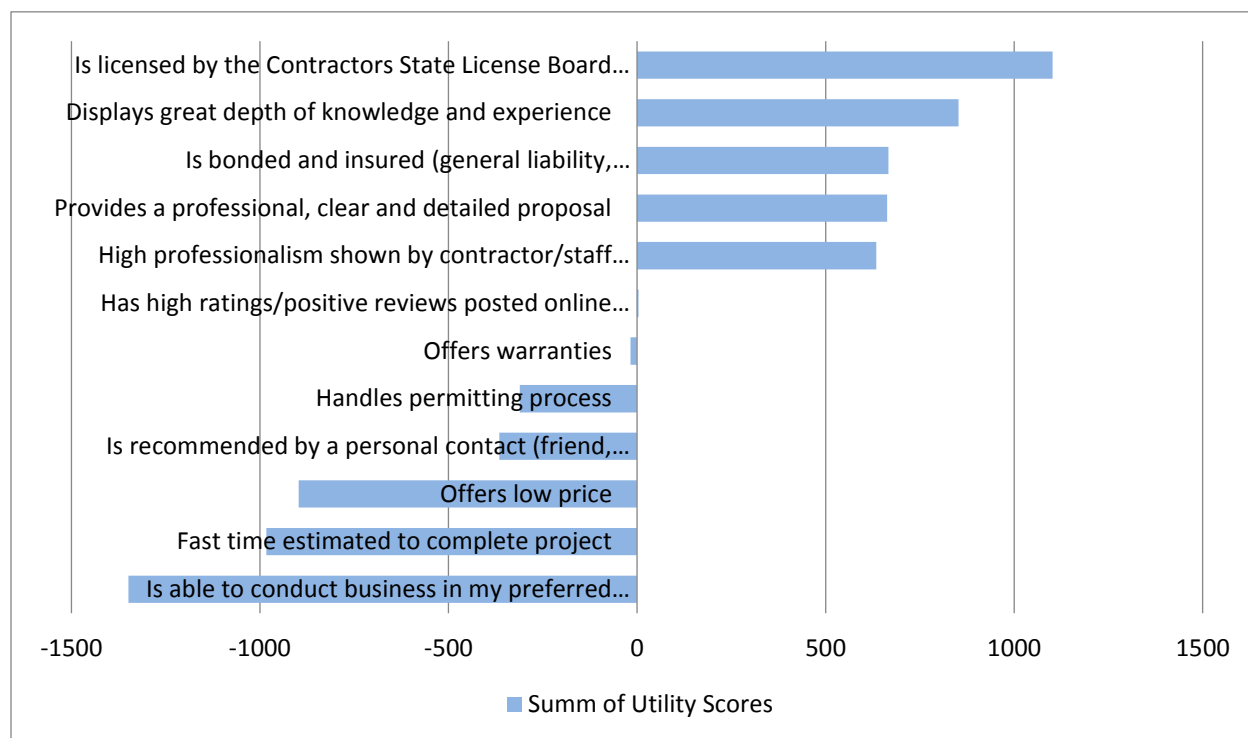 Is licensed by the Contractors State License Board…
Displays great depth of knowledge and experience
Is bonded and insured (general liability,…
Provides a professional, clear and detailed proposal
High professionalism shown by contractor/staff…
Has high ratings/positive reviews posted online…
Offers warranties
Handles permitting process
Is recommended by a personal contact (friend,…
Offers low price
Fast time estimated to complete project
Is able to conduct business in my preferred…
-1500 -1000 -500 0 500 1000 1500
Summ of Utility Scores